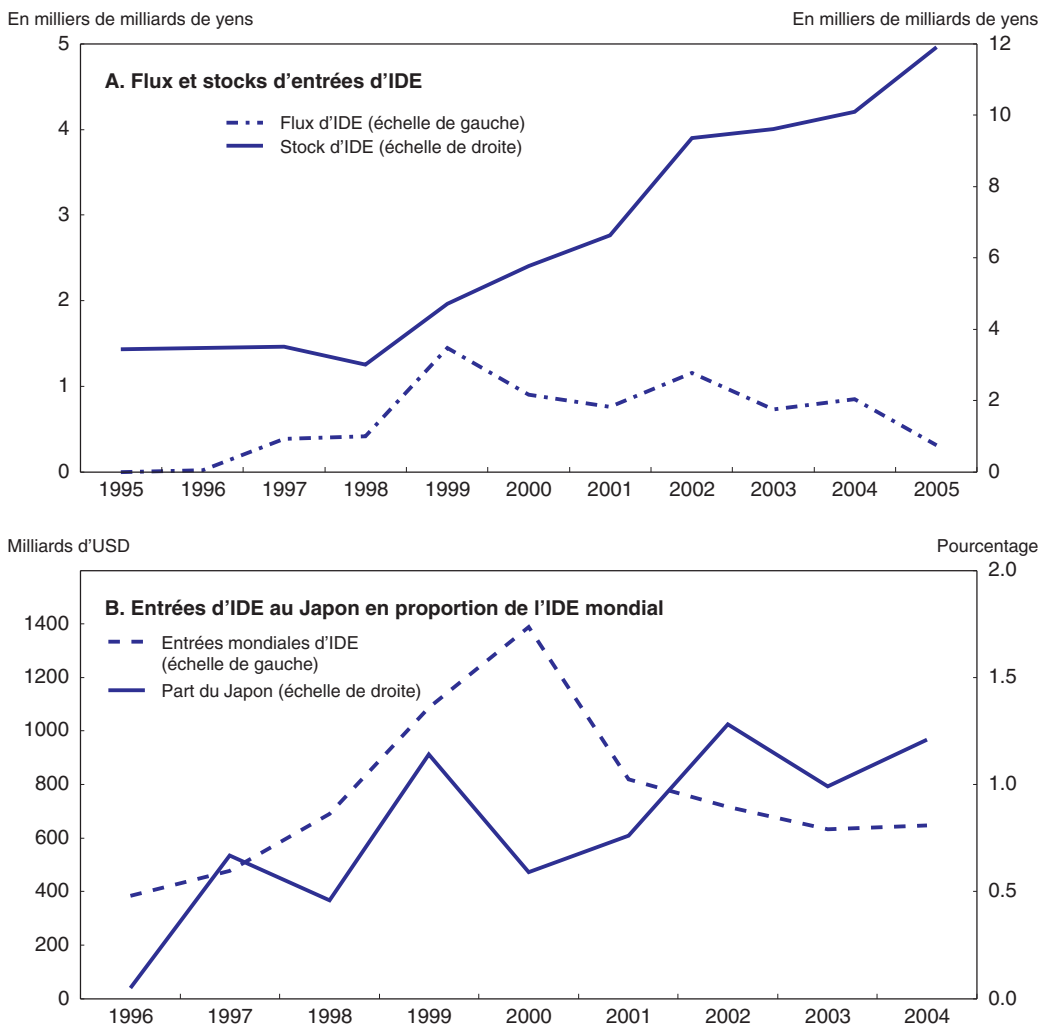 En milliers de milliards de yens
En milliers de milliards de yens
5
12
A. Flux et stocks d’entrées d’IDE
Flux d’IDE (échelle de gauche)
Stock d’IDE (échelle de droite)
4
10
3
8
6
2
4
1
2
0
0
1995 1996 1997 1998 1999 2000 2001 2002 2003 2004 2005
Milliards d’USD
Pourcentage
2.0
B. Entrées d’IDE au Japon en proportion de l’IDE mondial
1400
Entrées mondiales d’IDE
(échelle de gauche)
Part du Japon (échelle de droite)
1200
1.5
1000
800
1.0
600
400
0.5
200
0
0.0
1996 1997 1998 1999 2000 2001 2002 2003 2004